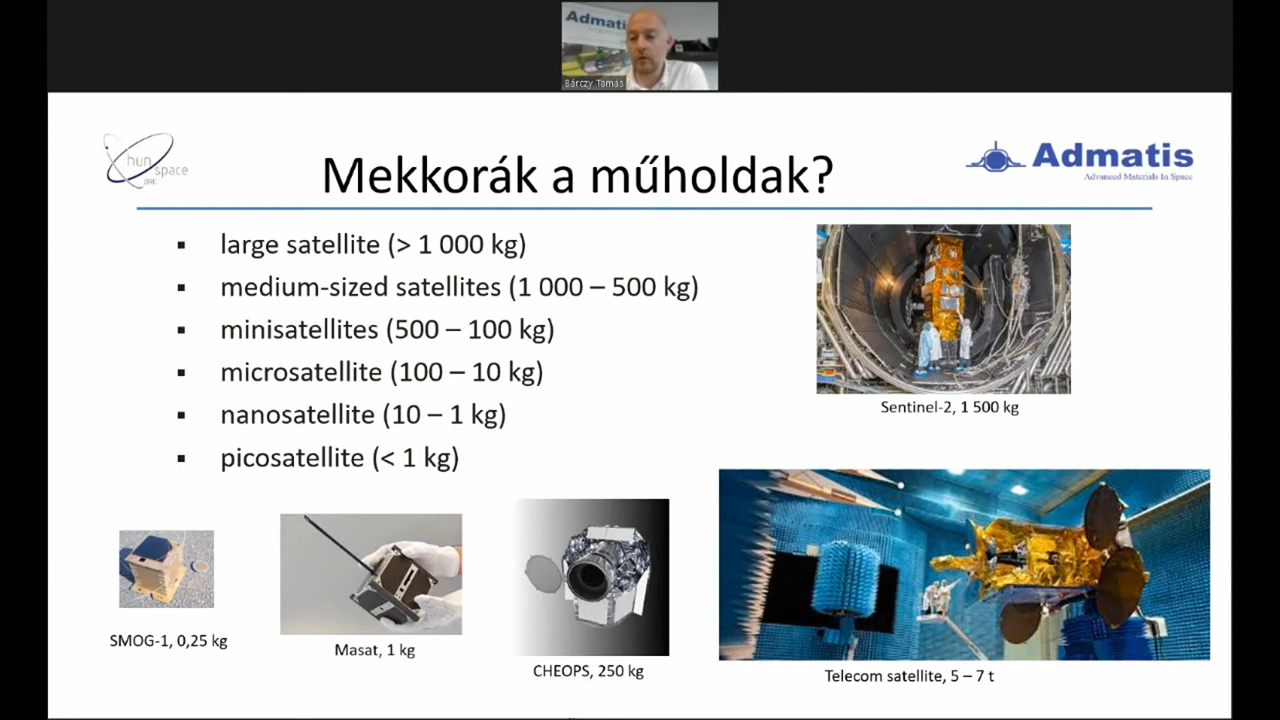 Admatis
Bárczy Tamás
hun
space
.ORG
Mekkorák a műholdak?
Admatis
Advanced Materials In Space
▪ large satellite (> 1 000 kg)
▪ medium-sized satellites (1 000 – 500 kg)
▪ minisatellites (500 – 100 kg)
▪ microsatellite (100 – 10 kg)
▪ nanosatellite (10 – 1 kg)
▪ picosatellite (< 1 kg)
Sentinel-2, 1 500 kg
SMOG-1, 0,25 kg
Masat, 1 kg
CHEOPS, 250 kg
Telecom satellite, 5 – 7 t